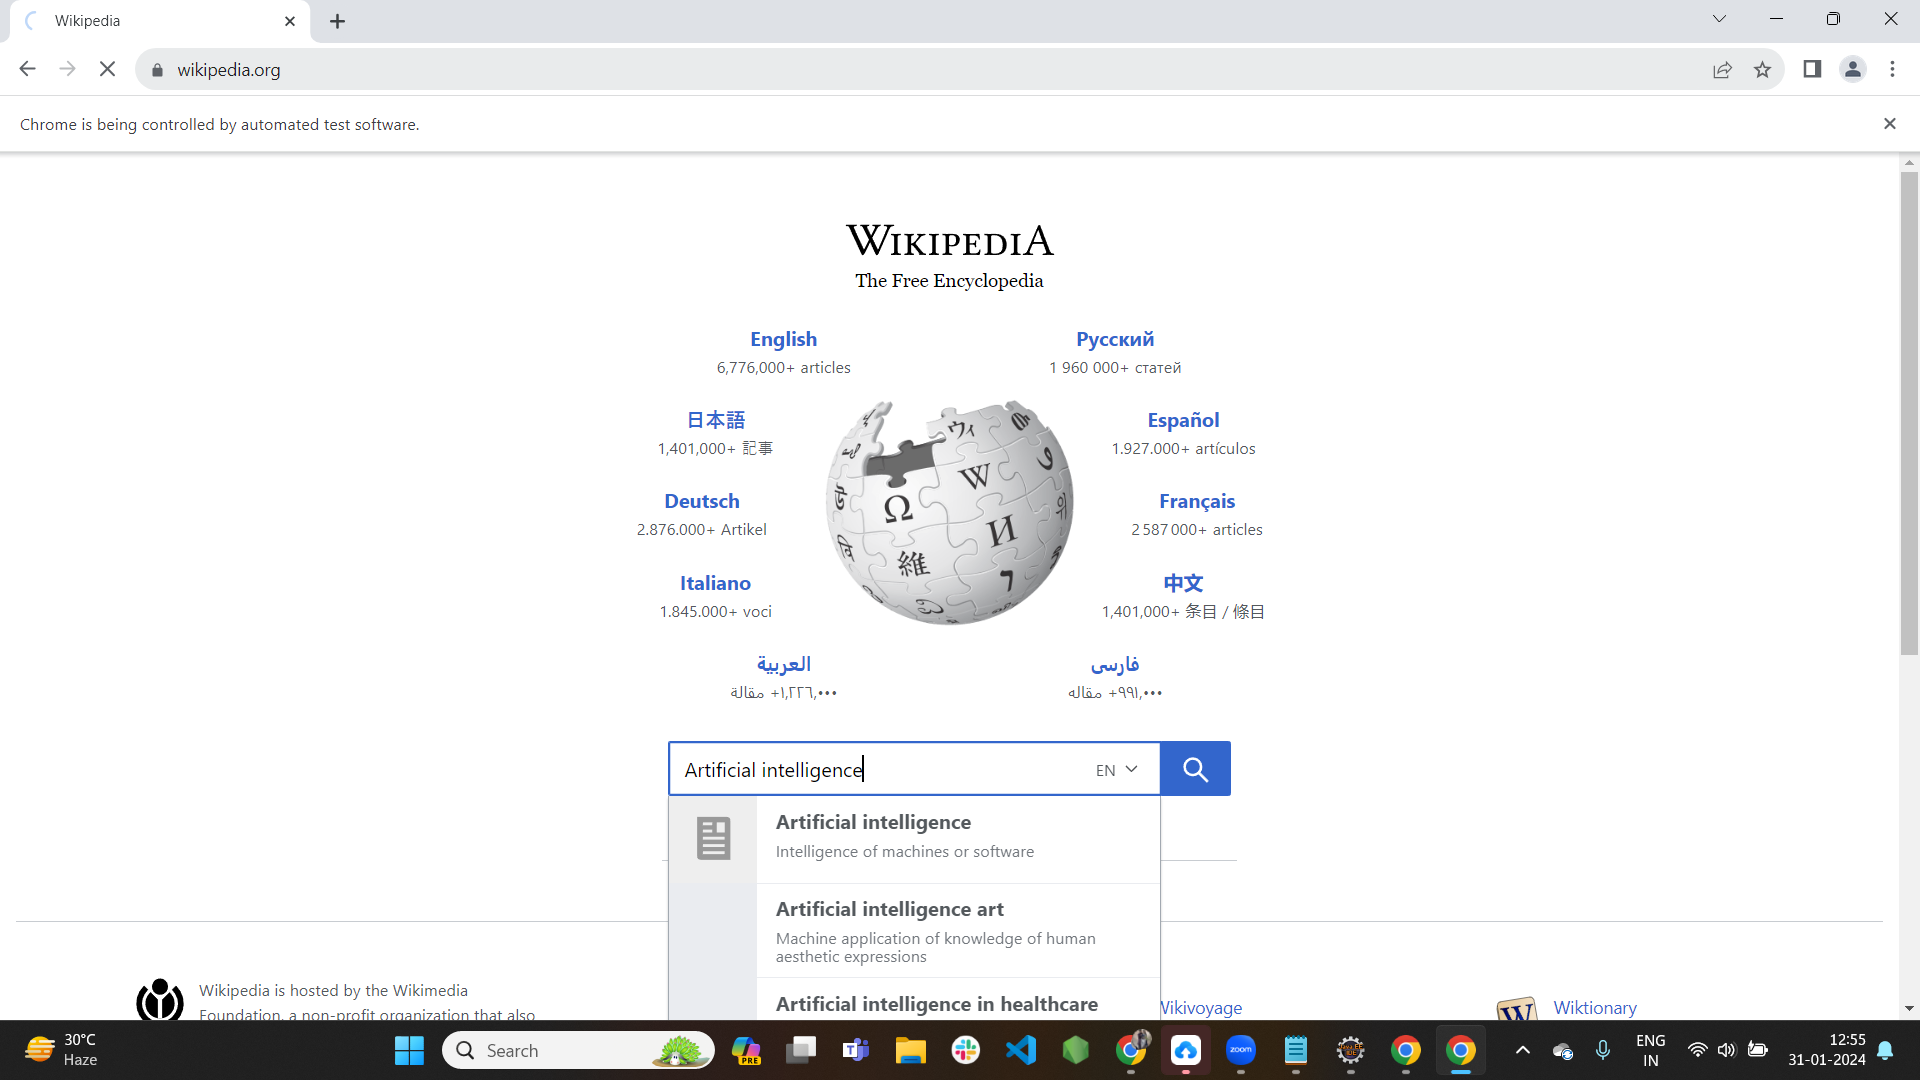 Wikipedia
wikipedia.org
Chrome is being controlled by automated test software.
WIKIPEDIA
The Free Encyclopedia
English
6,776,000+ articles
Русский
1 960 000+ статей
日本語
1,401,000+ 記事
Español
1.927.000+ artículos
Deutsch
2.876.000+ Artikel
Français
2 587 000+ articles
Italiano
1.845.000+ voci
中文
1,401,000+ 条目 / 條目
العربية
١,٢٢٦,٠٠٠+ مقالة
فارسی
۹۹۱,۰۰۰+ مقاله
Ω W И 維 ウィ
Artificial intelligence
EN
Artificial intelligence
Intelligence of machines or software
Artificial intelligence art
Machine application of knowledge of human
aesthetic expressions
Artificial intelligence in healthcare
Wikipedia is hosted by the Wikimedia
Foundation, a non-profit organization that also
Wikivoyage
W
Wiktionary
30°C
Haze
Search
PRE
zoom
ENG
IN
12:55
31-01-2024